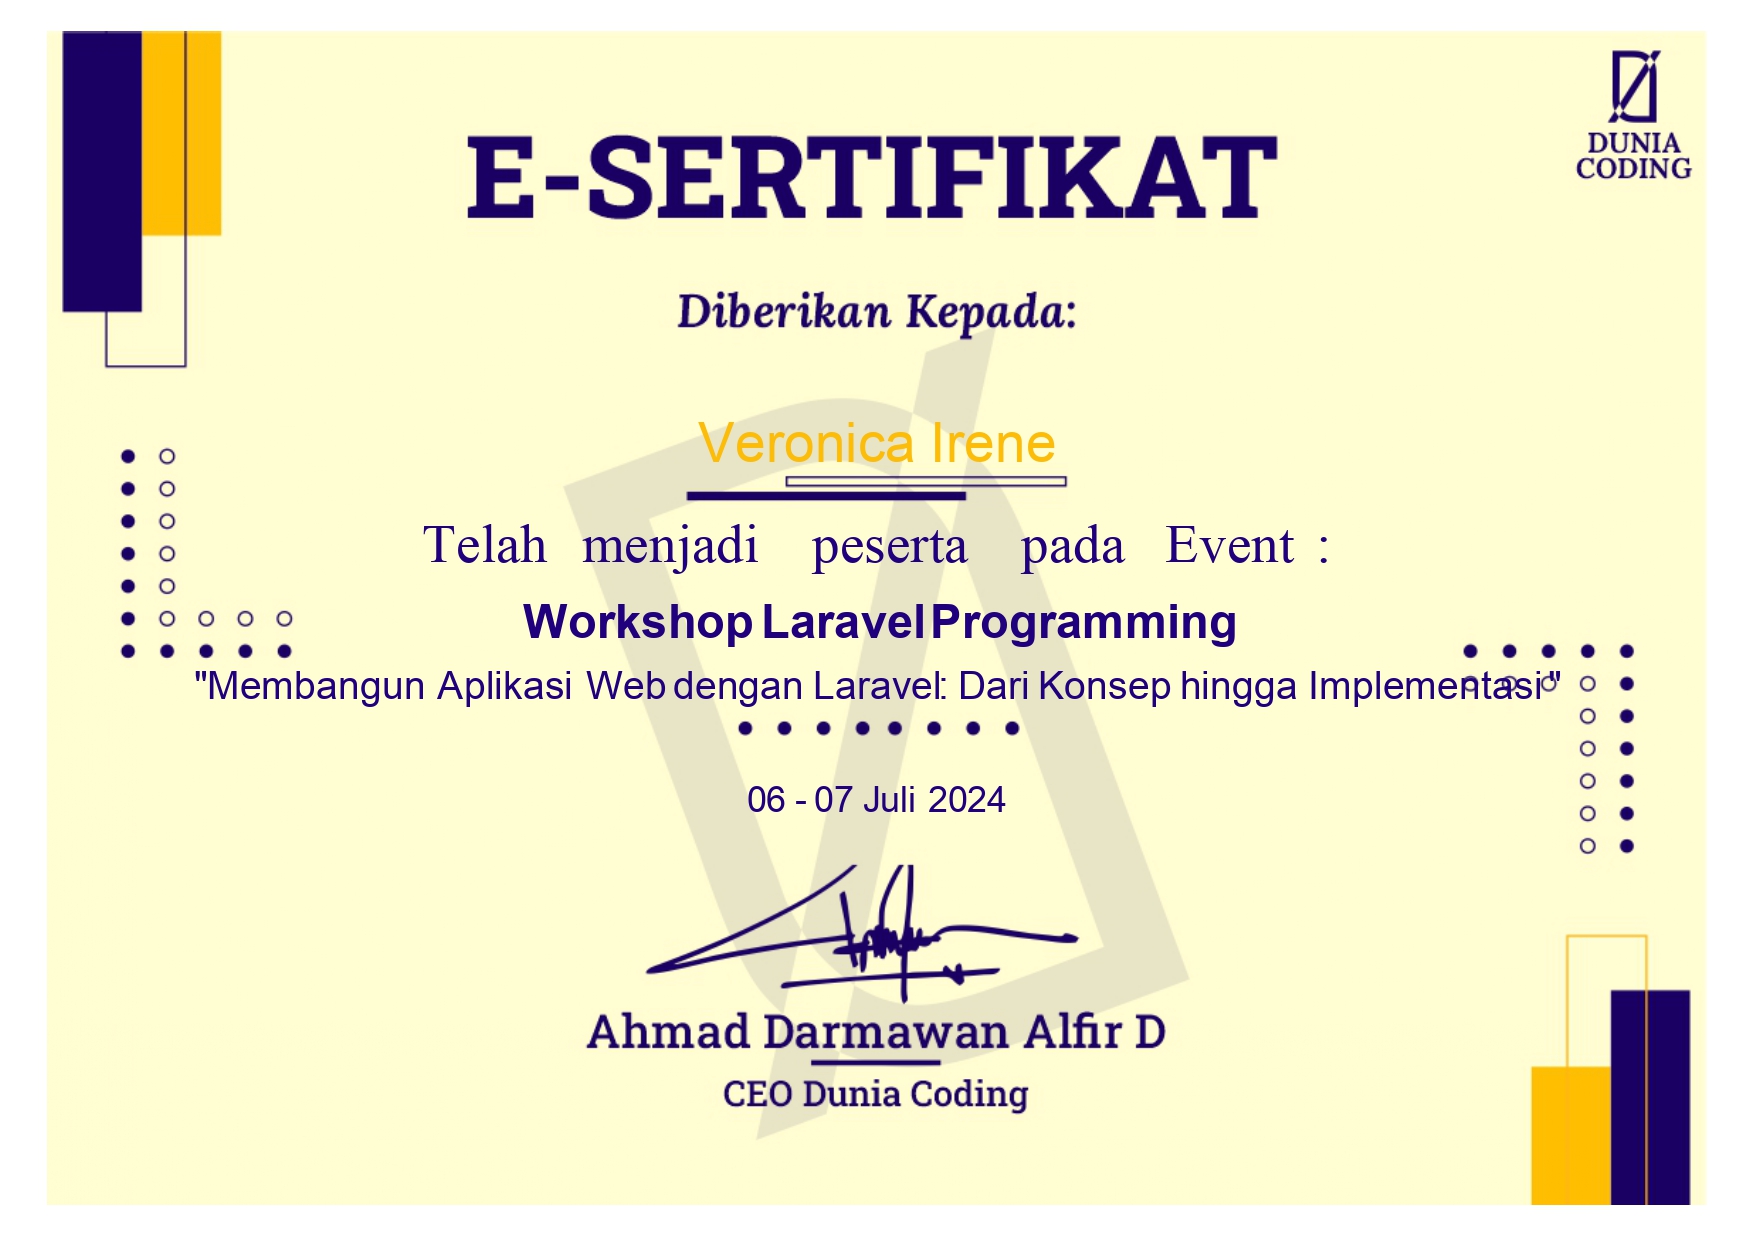 DUNIA
CODING
E-SERTIFIKAT
Diberikan Kepada:
Veronica Irene
Telah menjadi peserta pada Event :
Workshop Laravel Programming
"Membangun Aplikasi Web dengan Laravel: Dari Konsep hingga Implementasi"
06 - 07 Juli 2024
Ahmad Darmawan Alfir D
CEO Dunia Coding